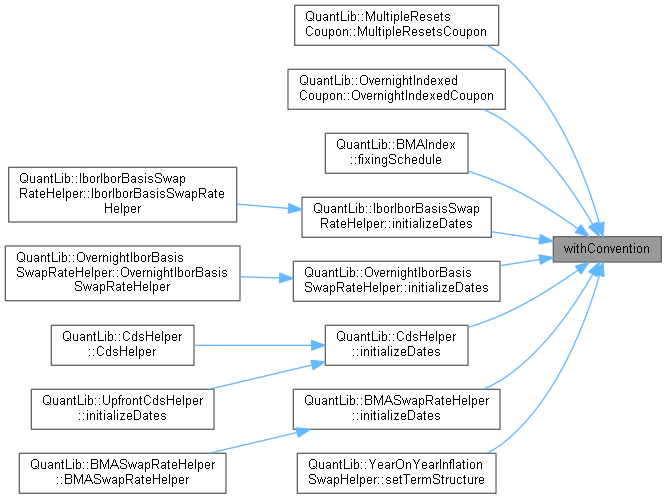 QuantLib::MultipleResets
Coupon::MultipleResetsCoupon
QuantLib::OvernightIndexed
Coupon::OvernightIndexedCoupon
QuantLib::BMAIndex
::fixingSchedule
QuantLib::IborIborBasisSwap
RateHelper::IborIborBasisSwapRate
Helper
QuantLib::IborIborBasisSwap
RateHelper::initializeDates
withConvention
QuantLib::OvernightIborBasis
SwapRateHelper::OvernightIborBasis
SwapRateHelper
QuantLib::OvernightIborBasis
SwapRateHelper::initializeDates
QuantLib::CdsHelper
::CdsHelper
QuantLib::CdsHelper
::initializeDates
QuantLib::UpfrontCdsHelper
::initializeDates
QuantLib::BMASwapRateHelper
::initializeDates
QuantLib::BMASwapRateHelper
::BMASwapRateHelper
QuantLib::YearOnYearInflation
SwapHelper::setTermStructure